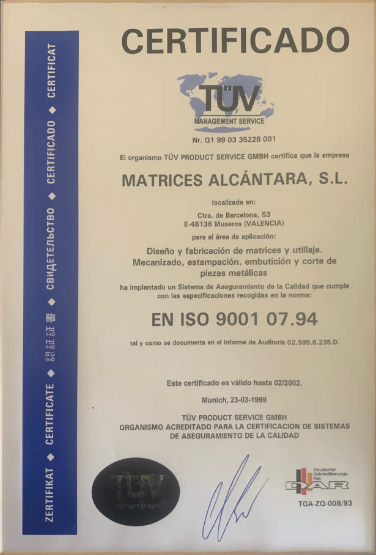 CERTIFICADO
TÜV
MANAGEMENT SERVICE
Nr. Q1 99 03 35228 001
El organismo TÜV PRODUCT SERVICE GMBH certifica que la empresa
MATRICES ALCÁNTARA, S.L.
localizada en:
Ctra. de Barcelona, 53
E-46136 Museros (VALENCIA)
para el área de aplicación:
Diseño y fabricación de matrices y utillaje.
Mecanizado, estampación, embutición y corte de
piezas metálicas
ha implantado un Sistema de Aseguramiento de la Calidad que cumple
con las especificaciones recogidas en la norma:
EN ISO 9001 07.94
tal y como se documenta en el Informe de Auditoría 02.595.8.235.D.
Este certificado es válido hasta 02/2002.
Munich, 23-03-1999
TÜV PRODUCT SERVICE GMBH
ORGANISMO ACREDITADO PARA LA CERTIFICACION DE SISTEMAS
DE ASEGURAMIENTO DE LA CALIDAD
TÜV
Deutscher
Akkreditierungs
Rat
DAR
TGA-ZQ-008/93
ZERTIFIKAT ◆ CERTIFICATE ◆ 認証証書 ◆ СВИДЕТЕЛЬСТВО ◆ CERTIFICADO ◆ CERTIFICAT